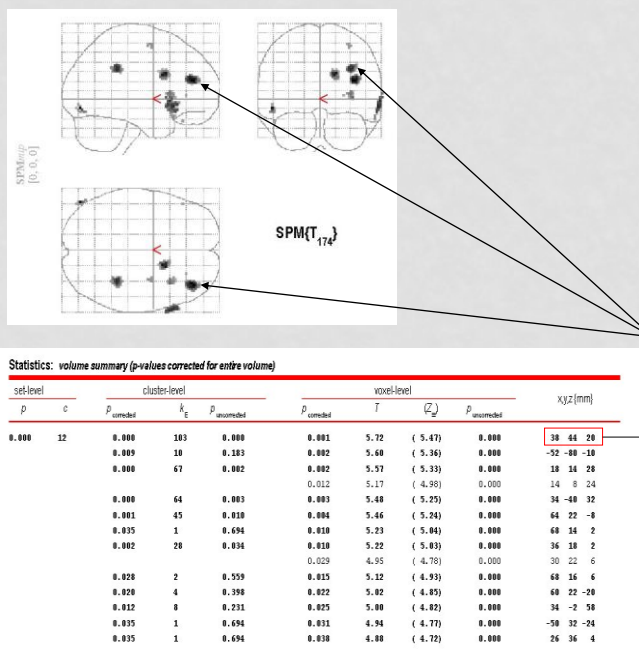 SPMmip
[0, 0, 0]
<
<
<
SPM{T174}
Statistics: volume summary (p-values corrected for entire volume)
set-level cluster-level voxel-level x,y,z {mm}
p c p corrected k E p uncorrected p corrected T (Z≡) p uncorrected
0.000 12 0.000 103 0.000 0.001 5.72 ( 5.47) 0.000 38 44 20
0.009 10 0.183 0.002 5.60 ( 5.36) 0.000 -52 -80 -10
0.000 67 0.002 0.002 5.57 ( 5.33) 0.000 18 14 28
0.012 5.17 ( 4.98) 0.000 14 8 24
0.000 64 0.003 0.003 5.48 ( 5.25) 0.000 34 -40 32
0.001 45 0.010 0.004 5.46 ( 5.24) 0.000 64 22 -8
0.035 1 0.694 0.010 5.23 ( 5.04) 0.000 68 14 2
0.002 28 0.034 0.010 5.22 ( 5.03) 0.000 36 18 2
0.029 4.95 ( 4.78) 0.000 30 22 6
0.028 2 0.559 0.015 5.12 ( 4.93) 0.000 68 16 6
0.020 4 0.398 0.022 5.02 ( 4.85) 0.000 60 22 -20
0.012 8 0.231 0.025 5.00 ( 4.82) 0.000 34 -2 58
0.035 1 0.694 0.031 4.94 ( 4.77) 0.000 -50 32 -24
0.035 1 0.694 0.038 4.88 ( 4.72) 0.000 26 36 4